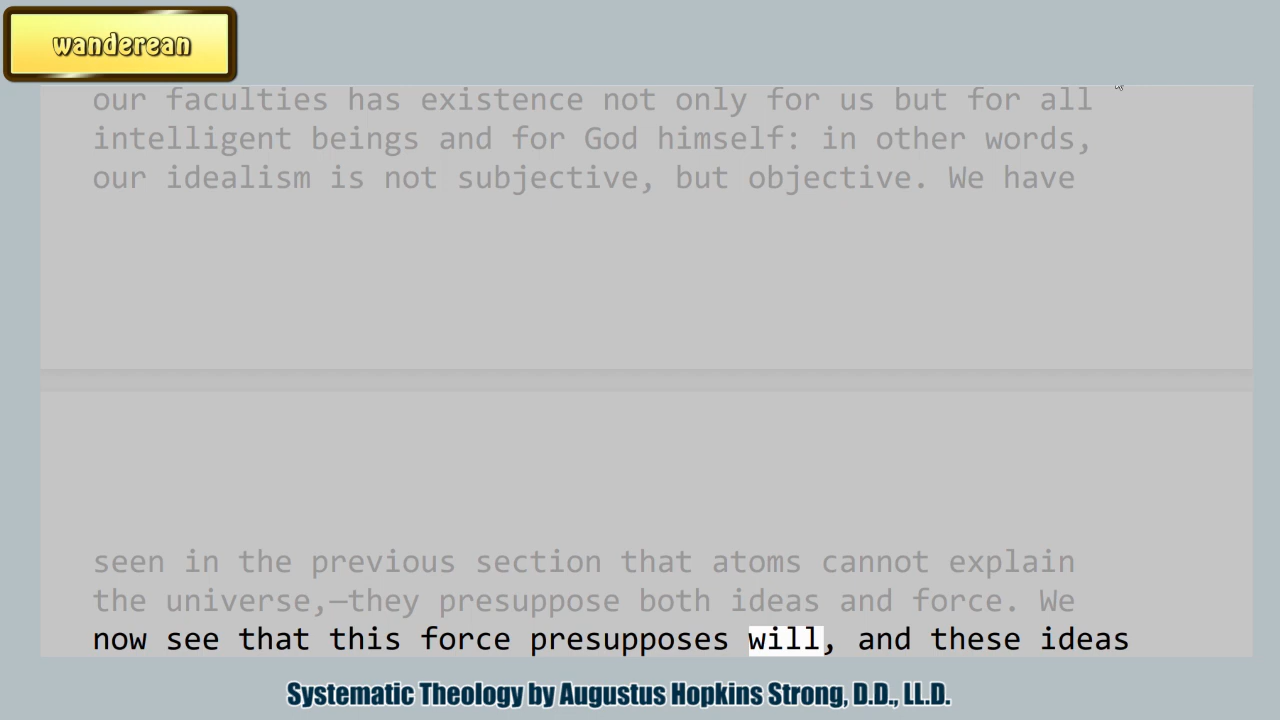 wanderean
our faculties has existence not only for us but for all
intelligent beings and for God himself: in other words,
our idealism is not subjective, but objective. We have
seen in the previous section that atoms cannot explain
the universe,—they presuppose both ideas and force. We
now see that this force presupposes will, and these ideas
Systematic Theology by Augustus Hopkins Strong, D.D., LL.D.